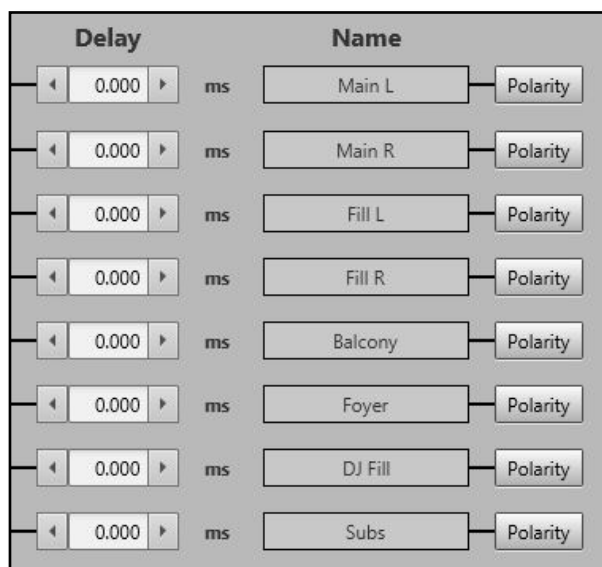 Delay Name
0.000 ms Main L Polarity
0.000 ms Main R Polarity
0.000 ms Fill L Polarity
0.000 ms Fill R Polarity
0.000 ms Balcony Polarity
0.000 ms Foyer Polarity
0.000 ms DJ Fill Polarity
0.000 ms Subs Polarity